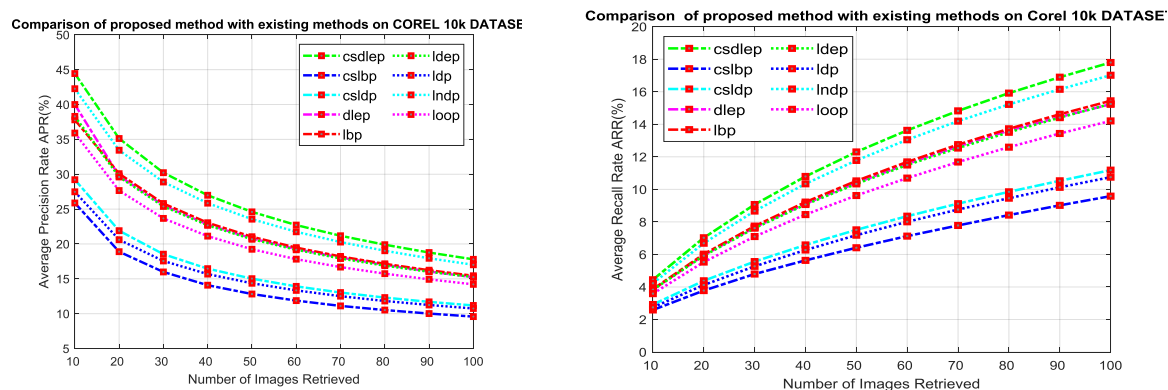 Comparison of proposed method with existing methods on COREL 10k DATASE
50
45
40
35
30
25
20
15
10
5
Average Precision Rate APR(%)
csdlep
cslbp
csldp
dlep
lbp
ldep
ldp
lndp
loop
10 20 30 40 50 60 70 80 90 100
Number of Images Retrieved
Comparison of proposed method with existing methods on Corel 10k DATASET
20
18
16
14
12
10
8
6
4
2
0
Average Recall Rate ARR(%)
csdlep
cslbp
csldp
dlep
lbp
ldep
ldp
lndp
loop
10 20 30 40 50 60 70 80 90 100
Number of Images Retrieved